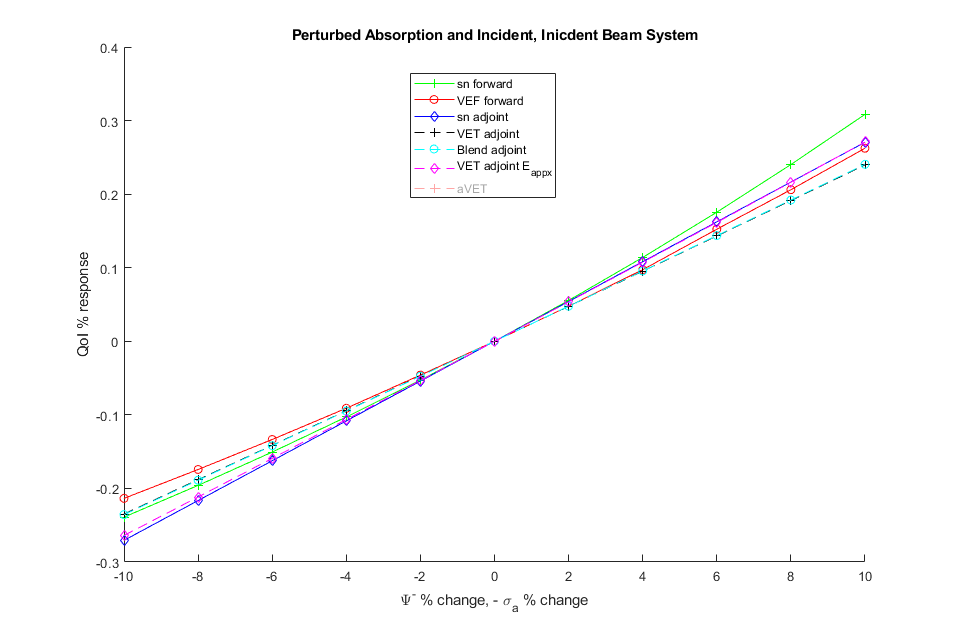 Perturbed Absorption and Incident, Inicdent Beam System
0.4
0.3
0.2
0.1
0
-0.1
-0.2
-0.3
QoI % response
sn forward
VEF forward
sn adjoint
VET adjoint
Blend adjoint
VET adjoint E_appx
aVET
-10 -8 -6 -4 -2 0 2 4 6 8 10
Ψ^- % change, - σ_a % change